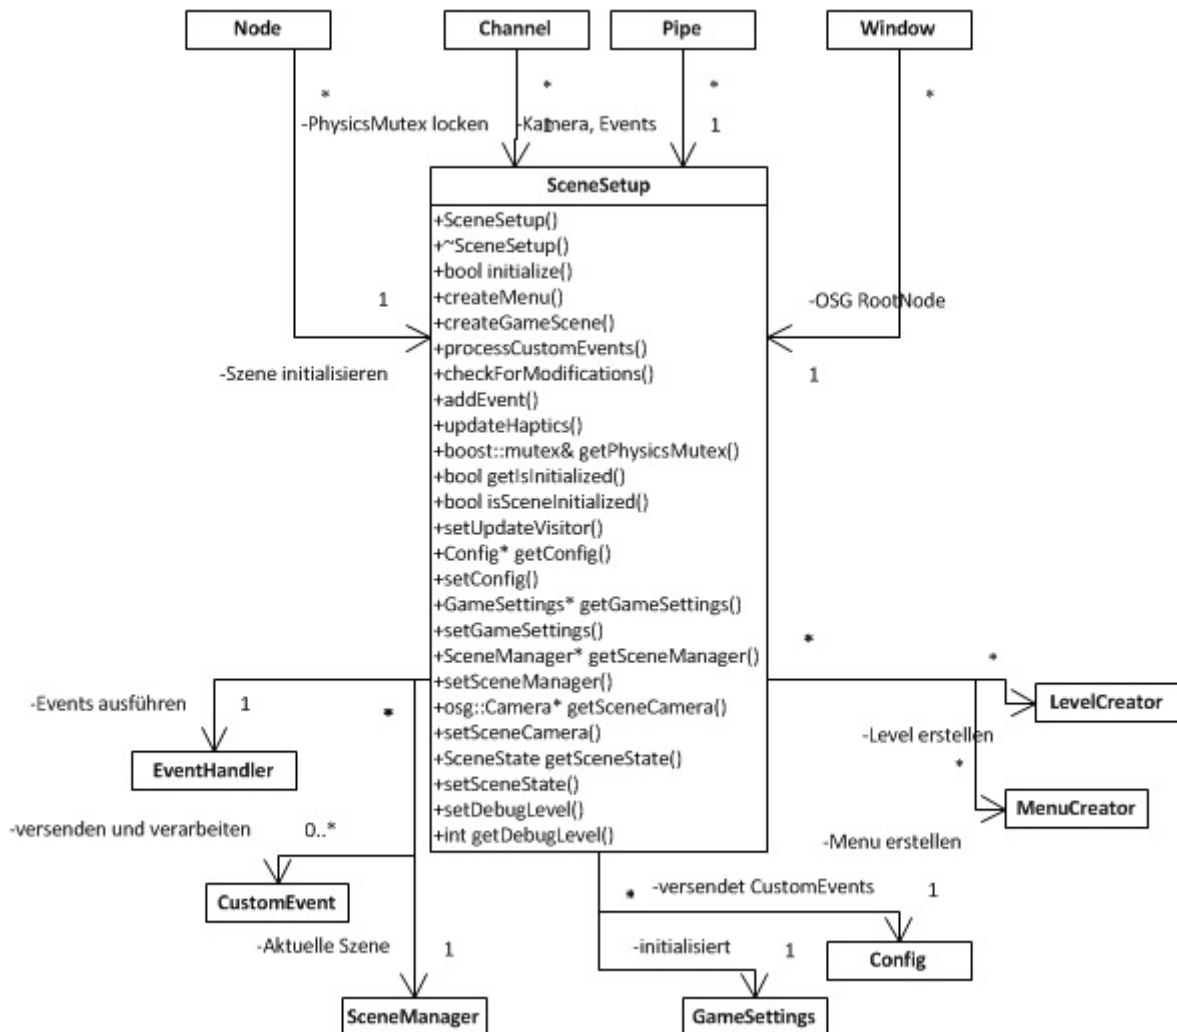 Node
Channel
Pipe
Window
*
*
*
*
-PhysicsMutex locken
-Kamera, Events
1
1
SceneSetup
+SceneSetup()
+~SceneSetup()
+bool initialize()
+createMenu()
+createGameScene()
+processCustomEvents()
+checkForModifications()
+addEvent()
+updateHaptics()
+boost::mutex& getPhysicsMutex()
+bool getIsInitialized()
+bool isSceneInitialized()
+setUpdateVisitor()
+Config* getConfig()
+setConfig()
+GameSettings* getGameSettings()
+setGameSettings()
+SceneManager* getSceneManager()
+setSceneManager()
+osg::Camera* getSceneCamera()
+setSceneCamera()
+SceneState getSceneState()
+setSceneState()
+setDebugLevel()
+int getDebugLevel()
1
-Szene initialisieren
-OSG RootNode
1
*
*
LevelCreator
-Level erstellen
*
MenuCreator
-Menu erstellen
-Events ausführen
1
*
EventHandler
-versenden und verarbeiten
0..*
CustomEvent
-Aktuelle Szene
1
SceneManager
*
-versendet CustomEvents
1
Config
-initialisiert
1
GameSettings